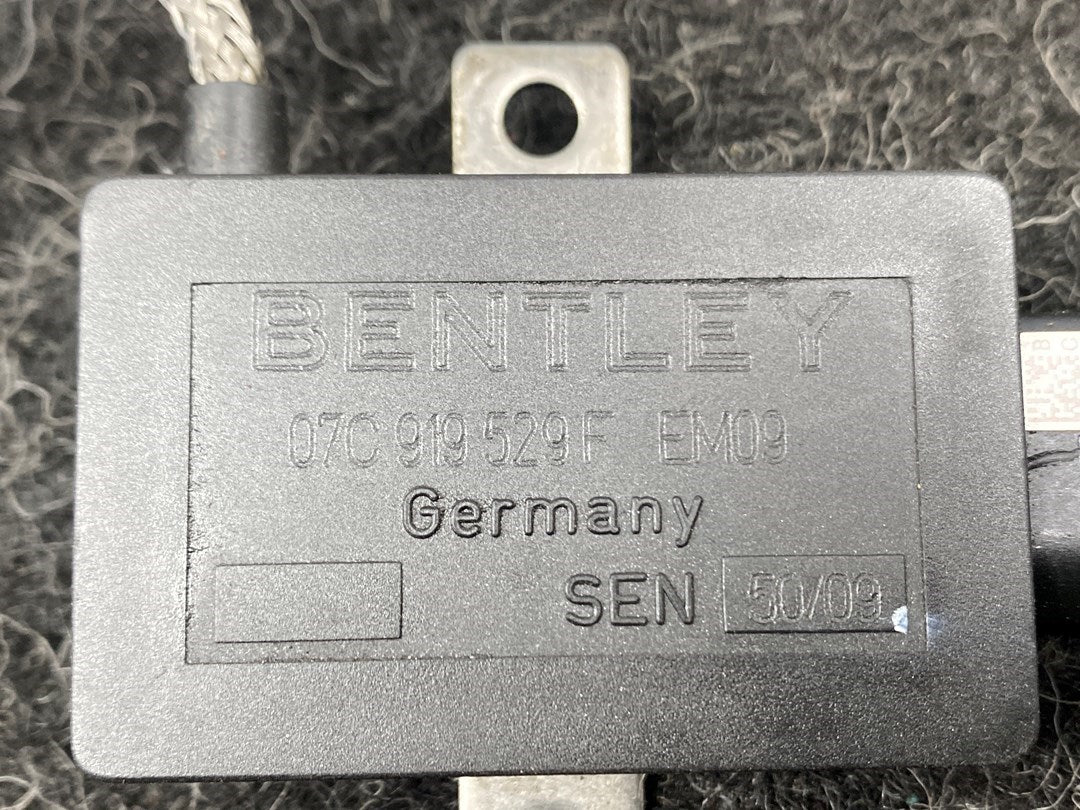 BENTLEY
07C 919 529 F EM09
Germany
SEN 50/09
B
C